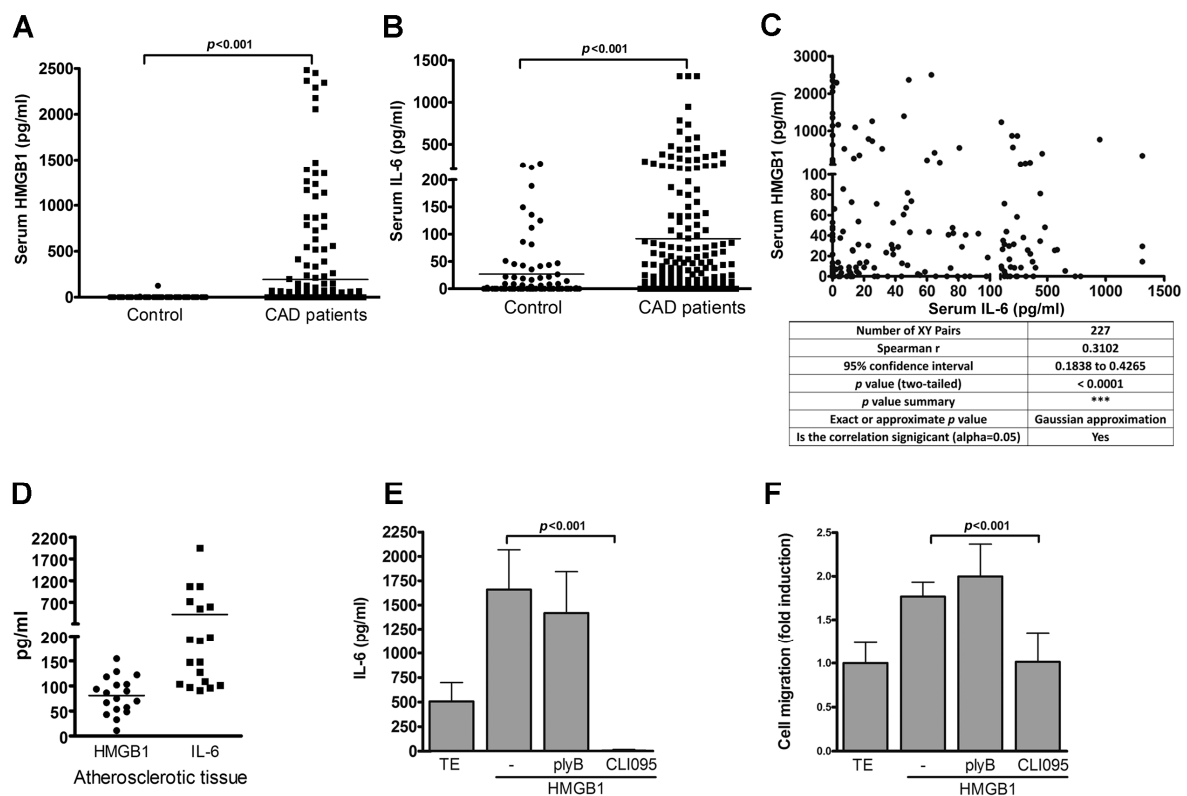 A
p<0.001
Serum HMGB1 (pg/ml)
2500
2000
1500
1000
500
0
Control
CAD patients
B
p<0.001
Serum IL-6 (pg/ml)
1500
1000
500
200
150
100
50
0
Control
CAD patients
C
Serum HMGB1 (pg/ml)
3000
2000
1000
100
80
60
40
20
0
0 20 40 60 80 100 500 1000 1500
Serum IL-6 (pg/ml)
Number of XY Pairs 227
Spearman r 0.3102
95% confidence interval 0.1838 to 0.4265
p value (two-tailed) < 0.0001
p value summary ***
Exact or approximate p value Gaussian approximation
Is the correlation signigicant (alpha=0.05) Yes
D
pg/ml
2200
1700
1200
700
200
150
100
50
0
HMGB1 IL-6
Atherosclerotic tissue
E
p<0.001
IL-6 (pg/ml)
2250
2000
1750
1500
1250
1000
750
500
250
0
TE - plyB CLI095
HMGB1
F
p<0.001
Cell migration (fold induction)
2.5
2.0
1.5
1.0
0.5
0.0
TE - plyB CLI095
HMGB1